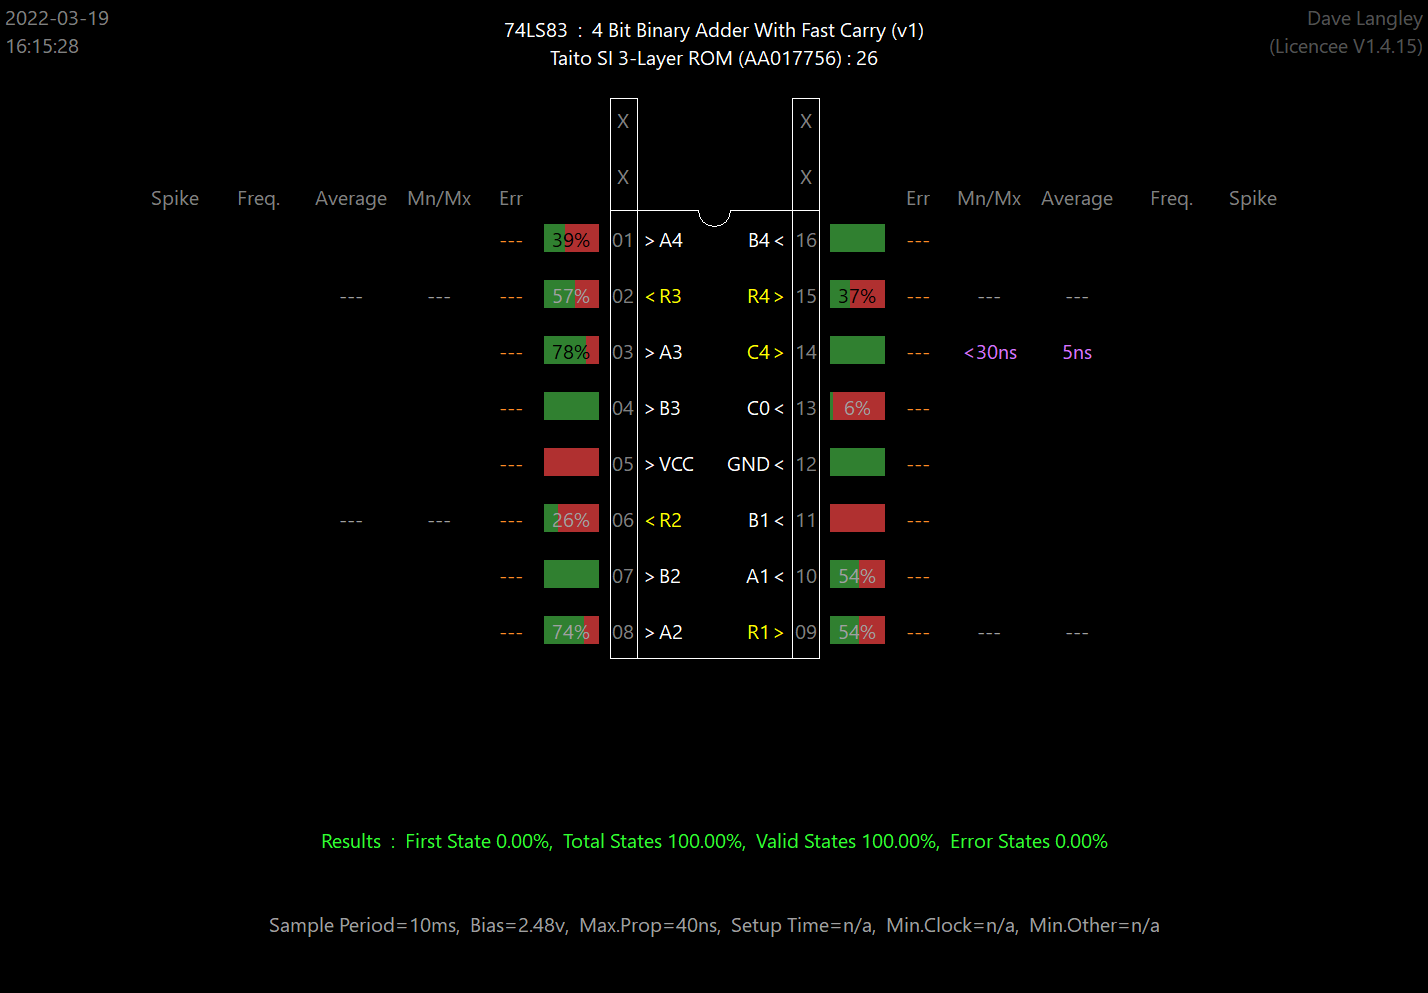 2022-03-19
16:15:28
74LS83 : 4 Bit Binary Adder With Fast Carry (v1)
Taito SI 3-Layer ROM (AA017756) : 26
Dave Langley
(Licencee V1.4.15)
X X
X X
Spike Freq. Average Mn/Mx Err Err Mn/Mx Average Freq. Spike
--- 39% 01 >A4 B4< 16 ---
--- --- --- 57% 02 <R3 R4> 15 37% --- --- ---
--- 78% 03 >A3 C4> 14 --- <30ns 5ns
--- 04 >B3 C0< 13 6% ---
--- 05 >VCC GND< 12 ---
--- --- --- 26% 06 <R2 B1< 11 ---
--- 07 >B2 A1< 10 54% ---
--- 74% 08 >A2 R1> 09 54% --- --- ---
Results : First State 0.00%, Total States 100.00%, Valid States 100.00%, Error States 0.00%
Sample Period=10ms, Bias=2.48v, Max.Prop=40ns, Setup Time=n/a, Min.Clock=n/a, Min.Other=n/a